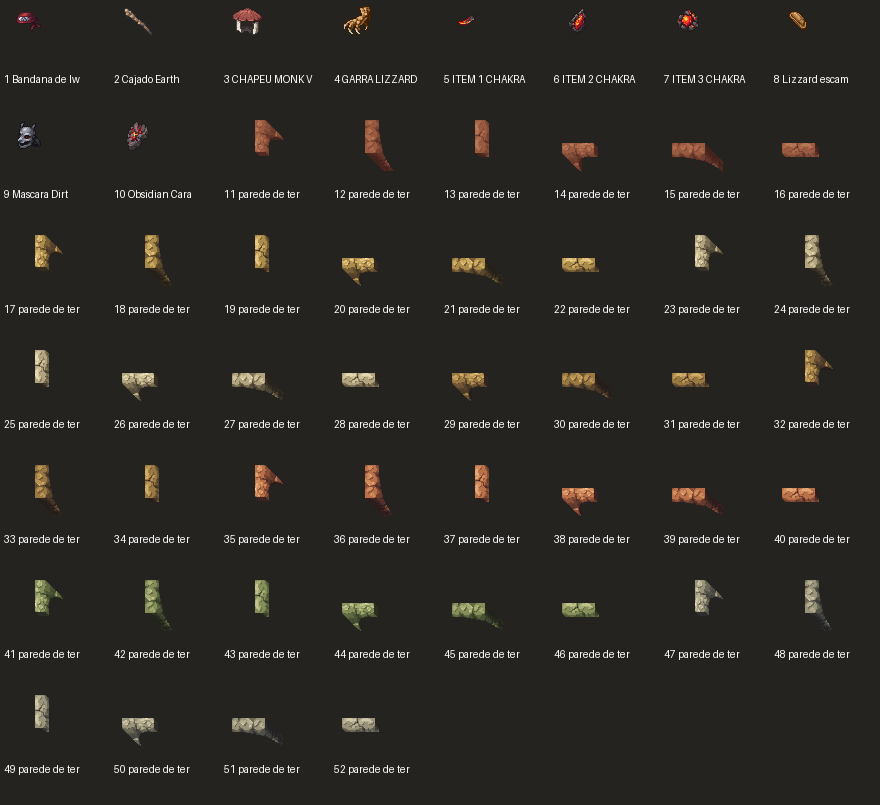 1 Bandana de lw
2 Cajado Earth
3 CHAPEU MONK V
4 GARRA LIZZARD
5 ITEM 1 CHAKRA
6 ITEM 2 CHAKRA
7 ITEM 3 CHAKRA
8 Lizzard escam
9 Mascara Dirt
10 Obsidian Cara
11 parede de ter
12 parede de ter
13 parede de ter
14 parede de ter
15 parede de ter
16 parede de ter
17 parede de ter
18 parede de ter
19 parede de ter
20 parede de ter
21 parede de ter
22 parede de ter
23 parede de ter
24 parede de ter
25 parede de ter
26 parede de ter
27 parede de ter
28 parede de ter
29 parede de ter
30 parede de ter
31 parede de ter
32 parede de ter
33 parede de ter
34 parede de ter
35 parede de ter
36 parede de ter
37 parede de ter
38 parede de ter
39 parede de ter
40 parede de ter
41 parede de ter
42 parede de ter
43 parede de ter
44 parede de ter
45 parede de ter
46 parede de ter
47 parede de ter
48 parede de ter
49 parede de ter
50 parede de ter
51 parede de ter
52 parede de ter